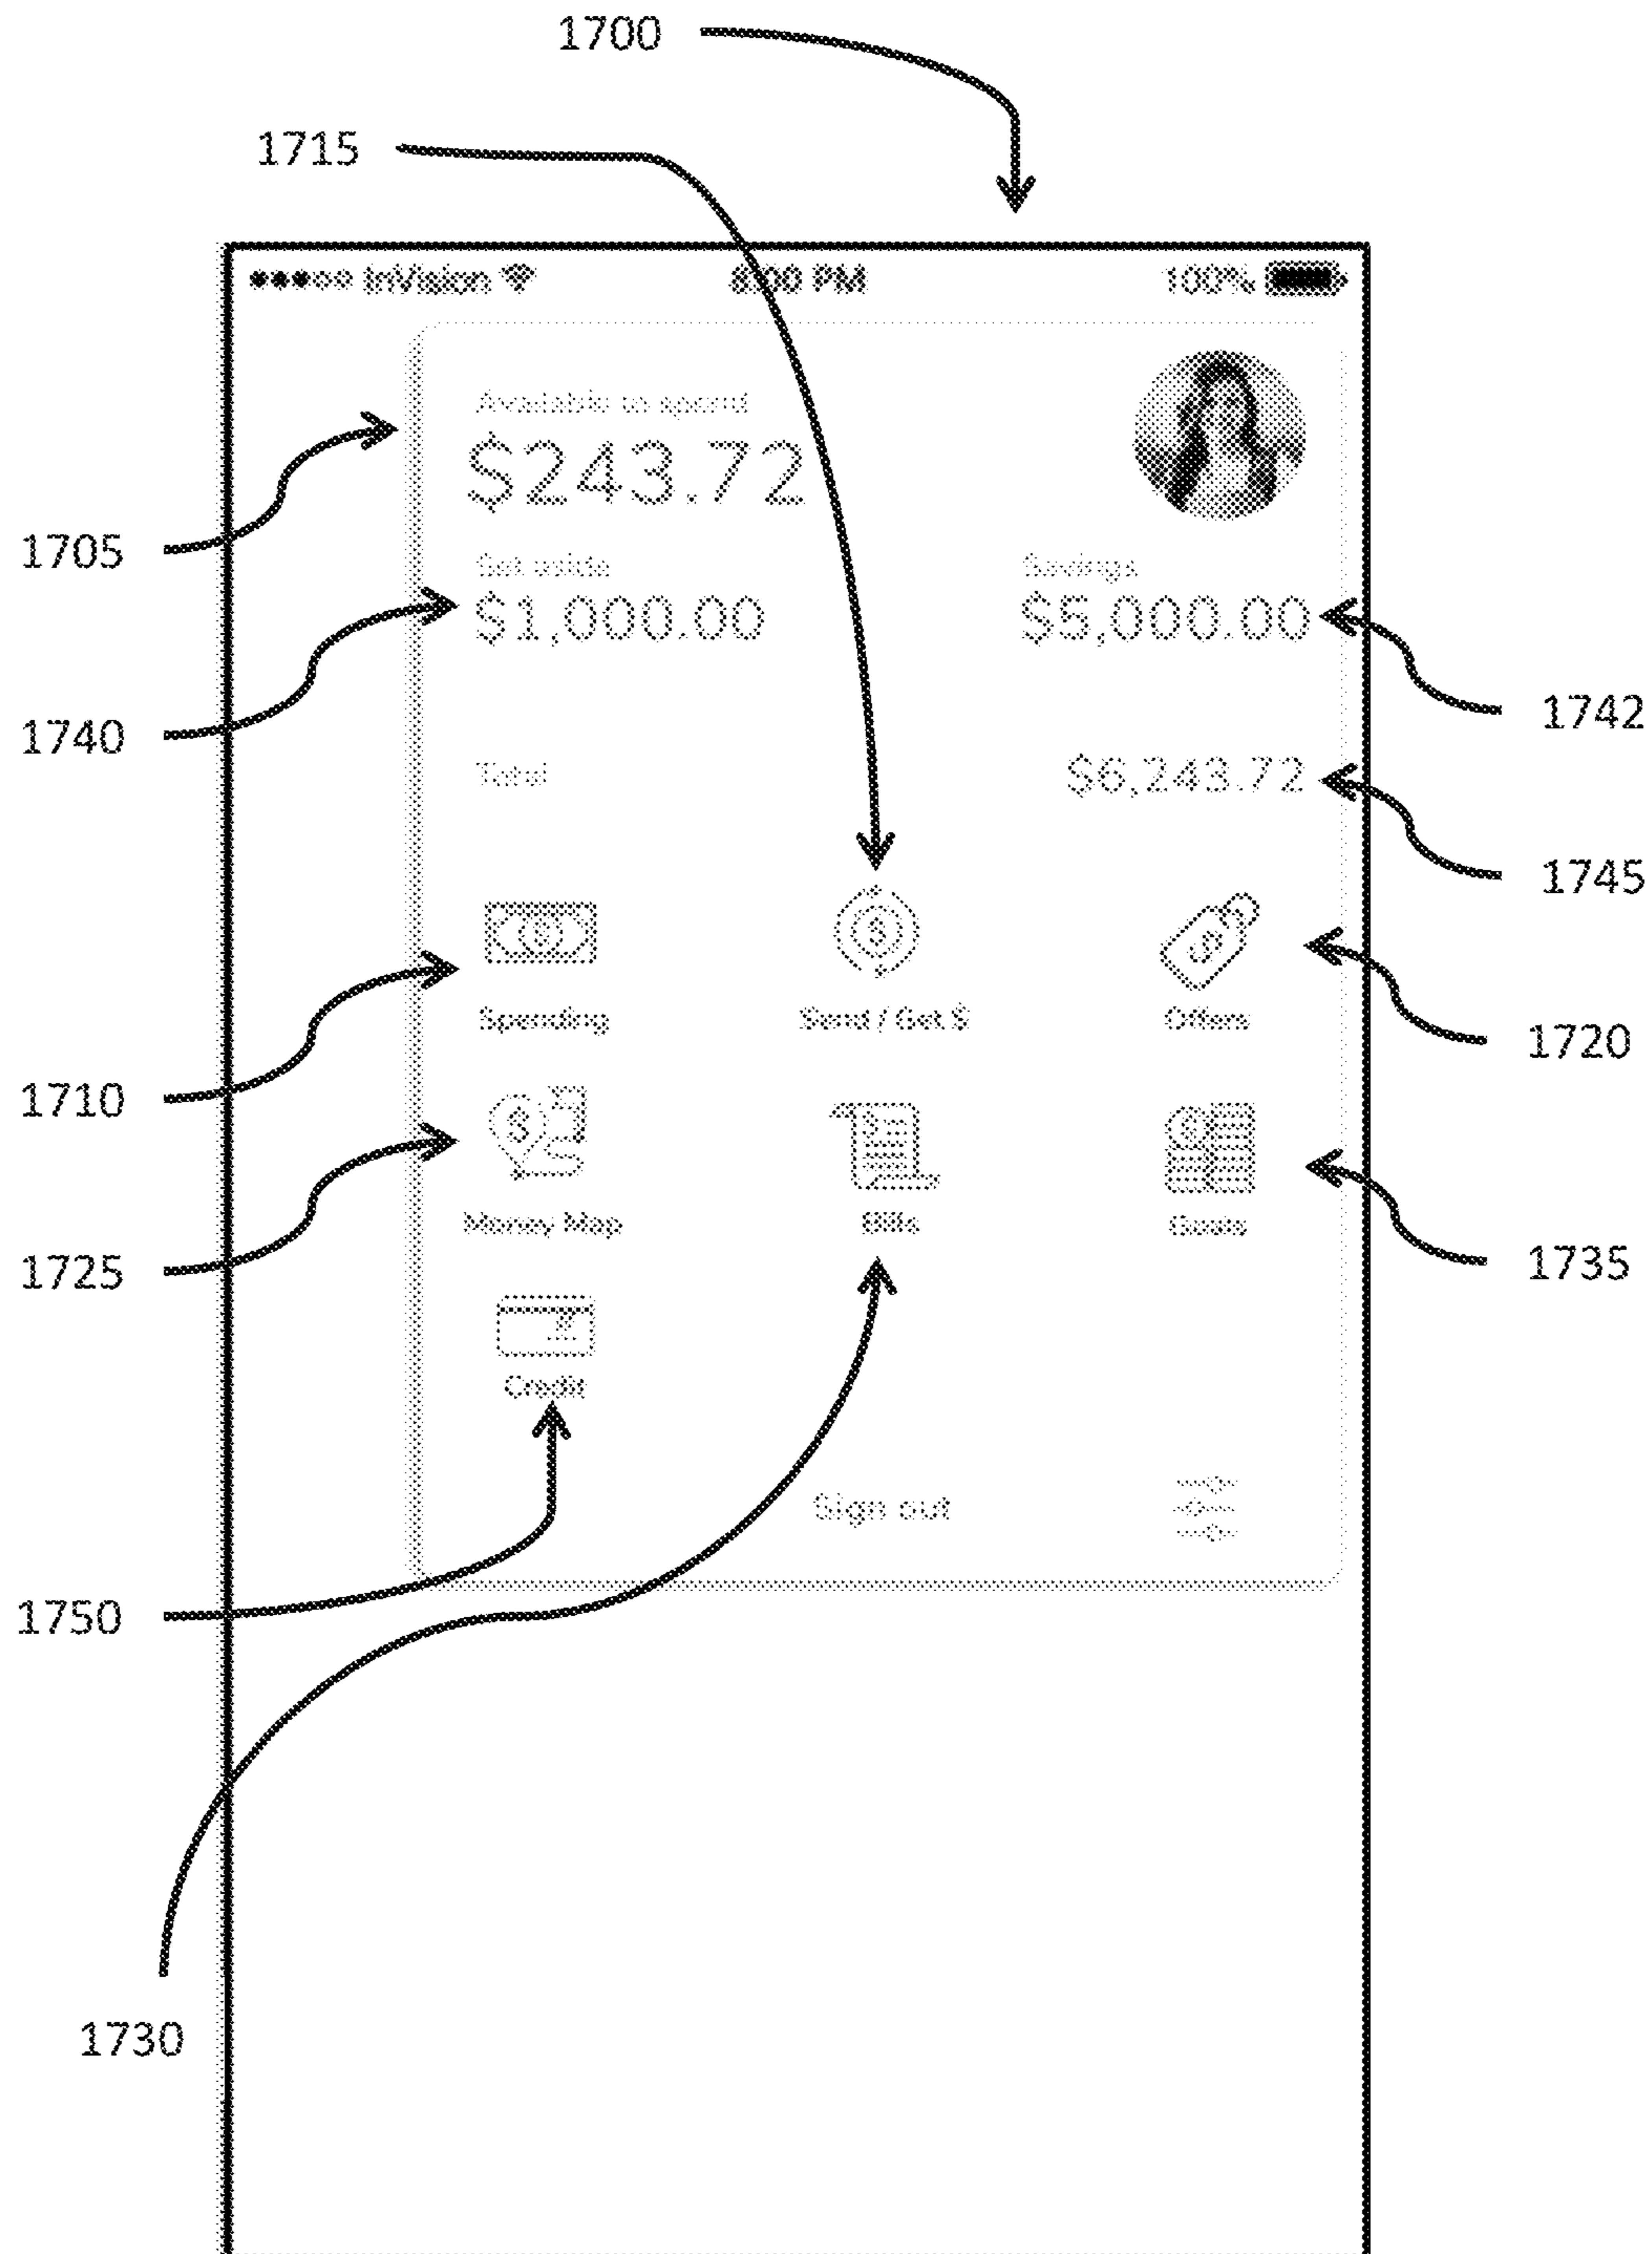 1700
1715
InVision 8:00 PM 100%
Available to spend
$243.72
1705
Set aside Savings
$1,000.00 $5,000.00
1740 1742
Total $6,243.72
1745
Spending Send / Get $ Offers
1710 1720
Money Map Bills Goals
1725 1735
Credit
Sign out
1750
1730